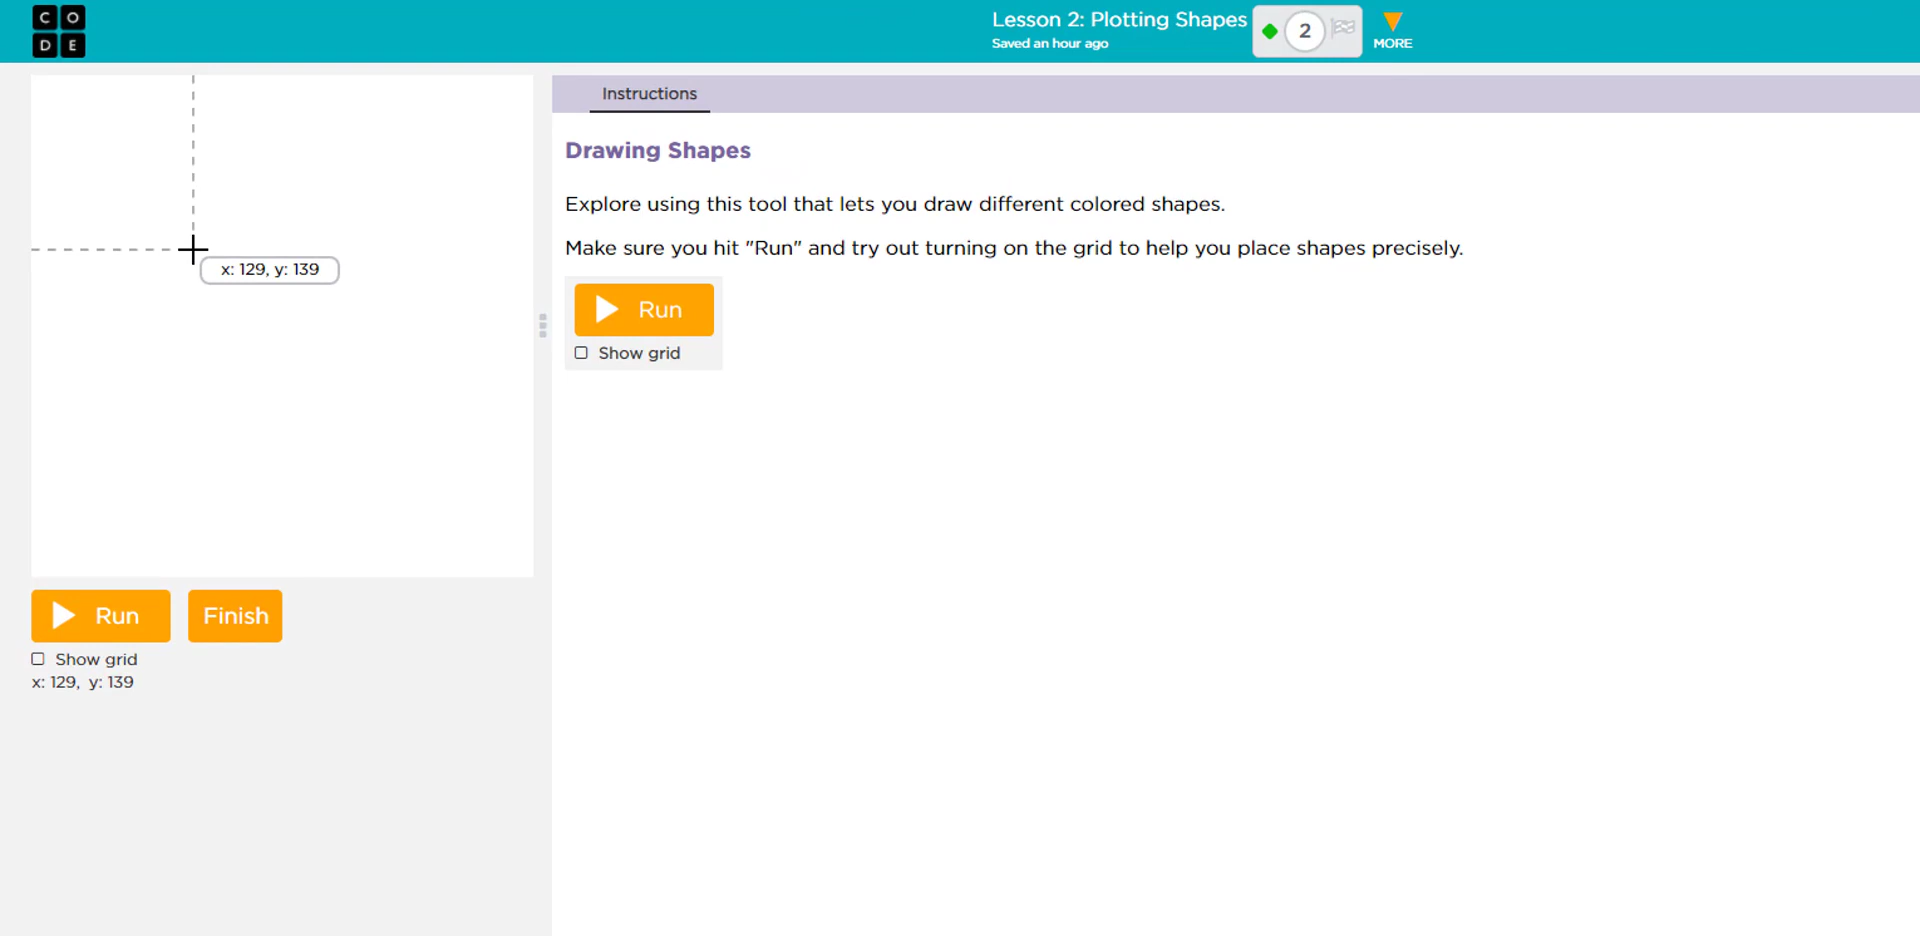 C O
D E
Lesson 2: Plotting Shapes
Saved an hour ago
2
MORE
x: 129, y: 139
Run
Finish
Show grid
x: 129, y: 139
Instructions
Drawing Shapes
Explore using this tool that lets you draw different colored shapes.
Make sure you hit "Run" and try out turning on the grid to help you place shapes precisely.
Run
Show grid